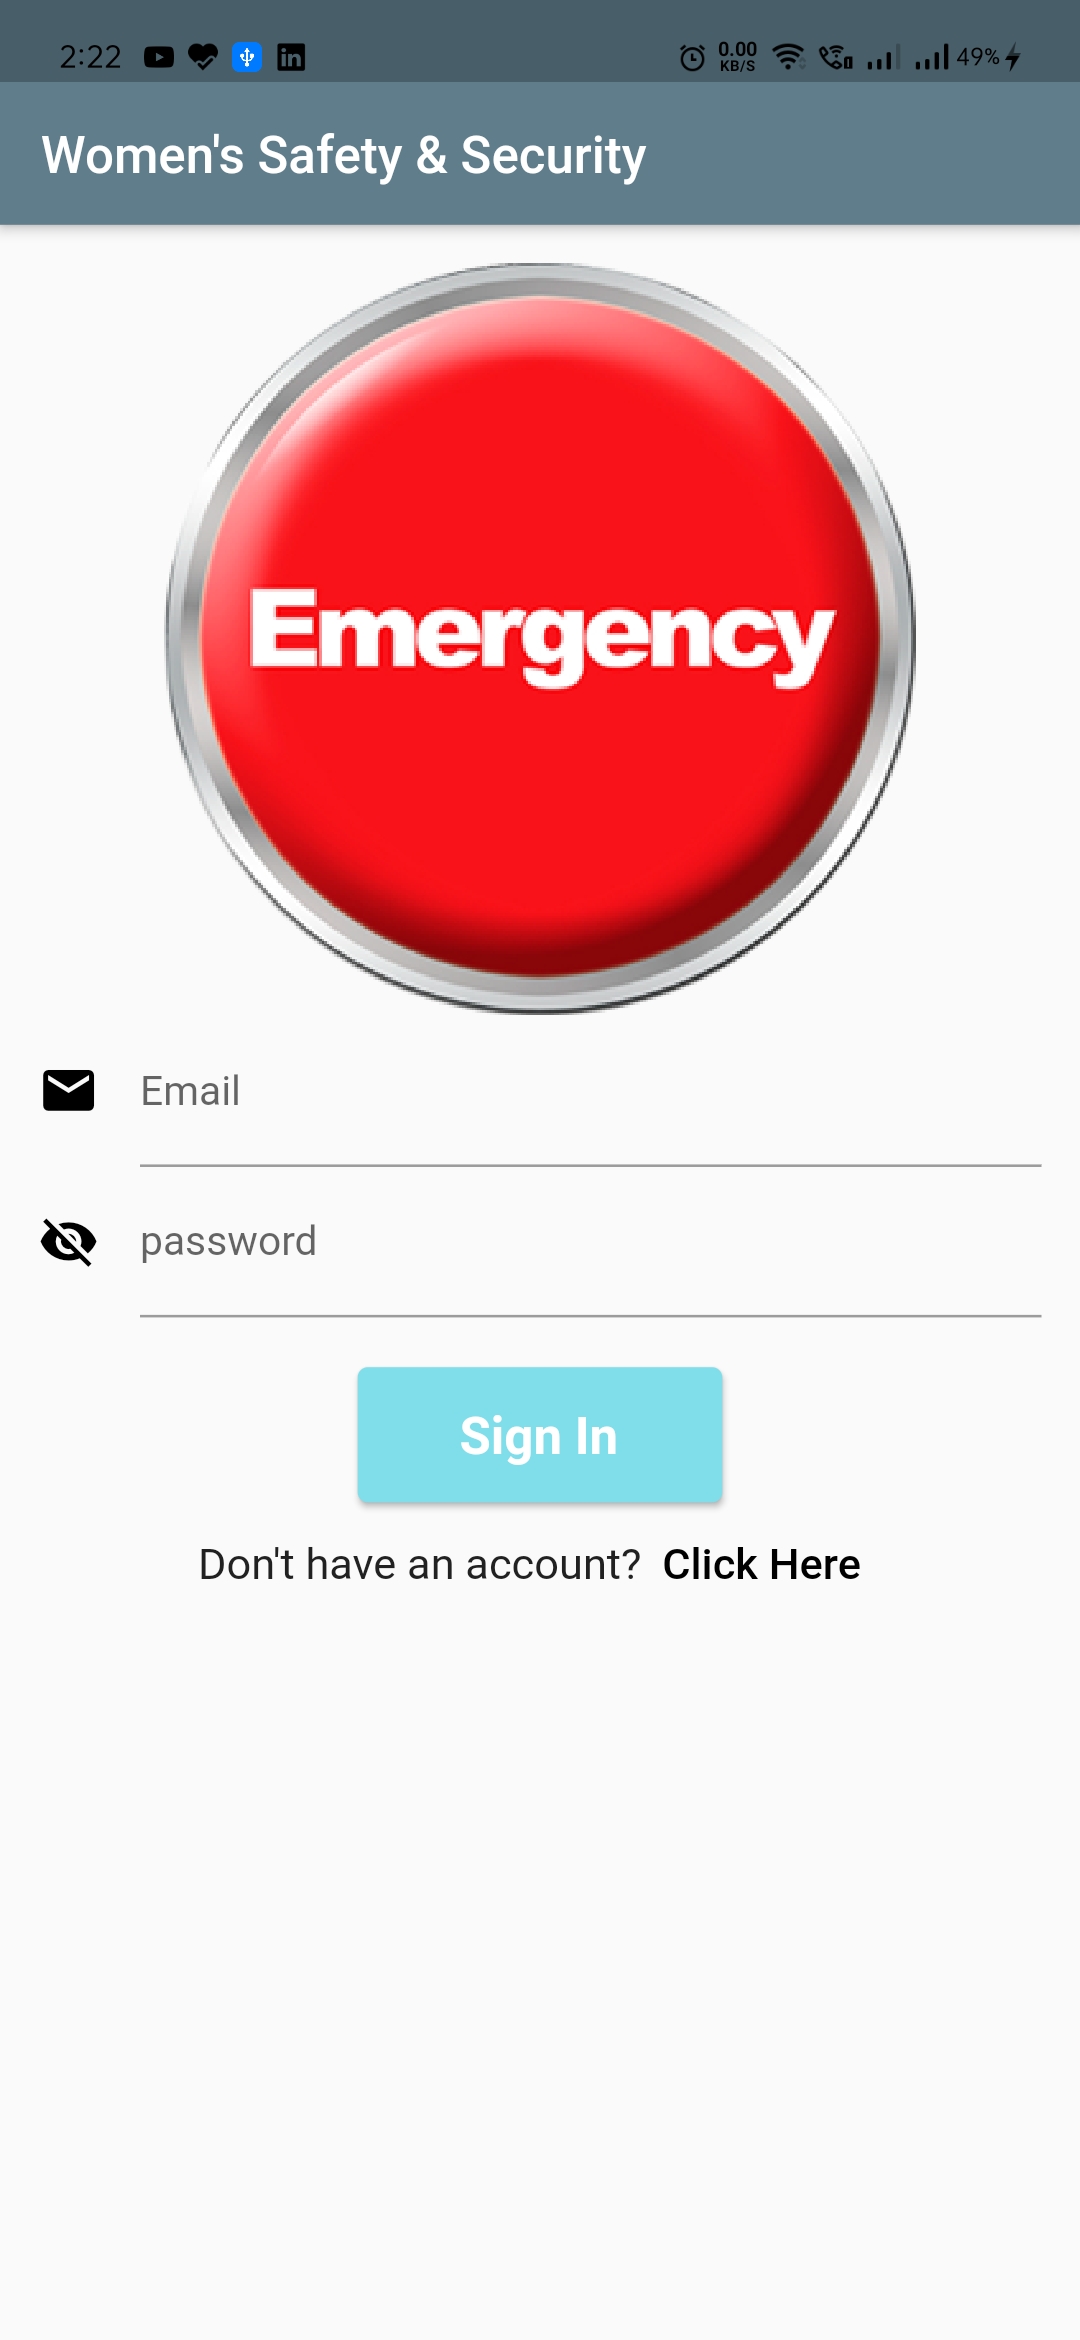 2:22 0.00 KB/S 49%
Women's Safety & Security
Emergency
Email
password
Sign In
Don't have an account? Click Here